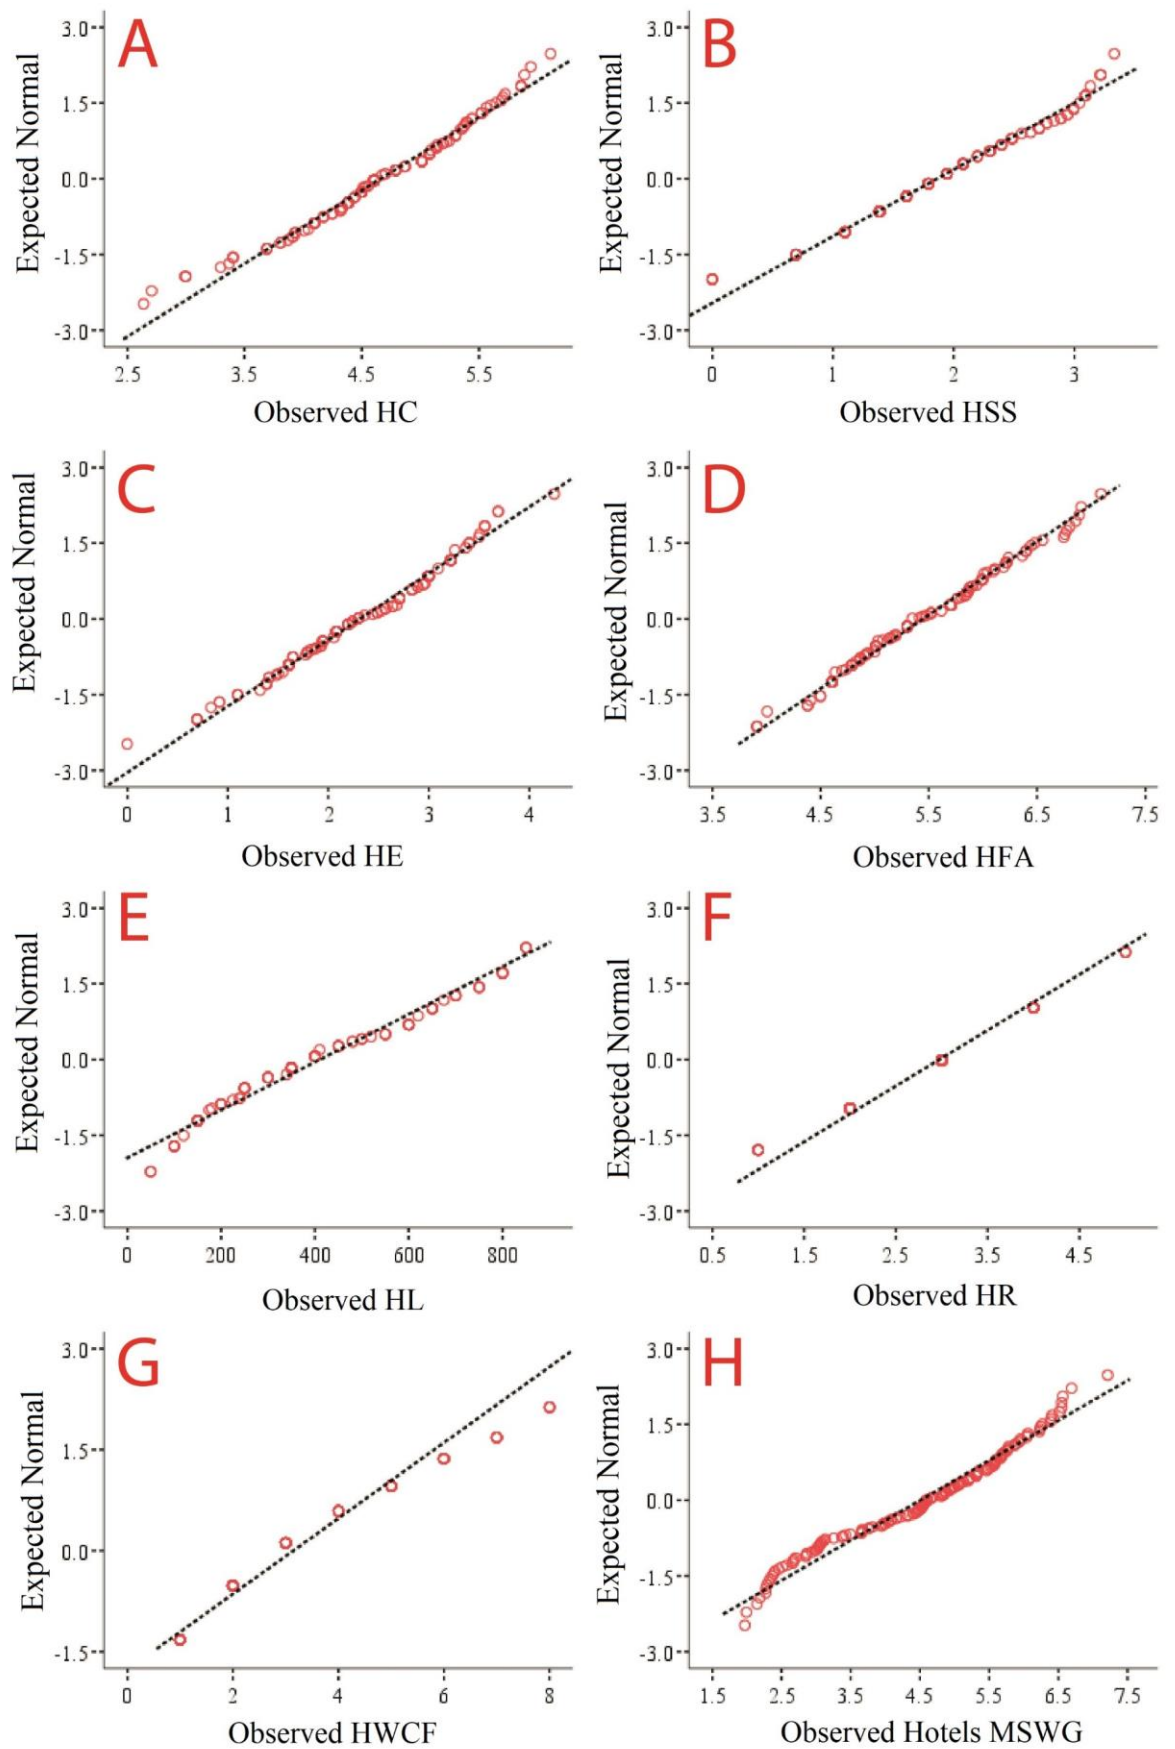 A
Expected Normal
3.0
1.5
0.0
-1.5
-3.0
2.5 3.5 4.5 5.5
Observed HC
B
Expected Normal
3.0
1.5
0.0
-1.5
-3.0
0 1 2 3
Observed HSS
C
Expected Normal
3.0
1.5
0.0
-1.5
-3.0
0 1 2 3 4
Observed HE
D
Expected Normal
3.0
1.5
0.0
-1.5
-3.0
3.5 4.5 5.5 6.5 7.5
Observed HFA
E
Expected Normal
3.0
1.5
0.0
-1.5
-3.0
0 200 400 600 800
Observed HL
F
Expected Normal
3.0
1.5
0.0
-1.5
-3.0
0.5 1.5 2.5 3.5 4.5
Observed HR
G
Expected Normal
3.0
1.5
0.0
-1.5
0 2 4 6 8
Observed HWCF
H
Expected Normal
3.0
1.5
0.0
-1.5
-3.0
1.5 2.5 3.5 4.5 5.5 6.5 7.5
Observed Hotels MSWG